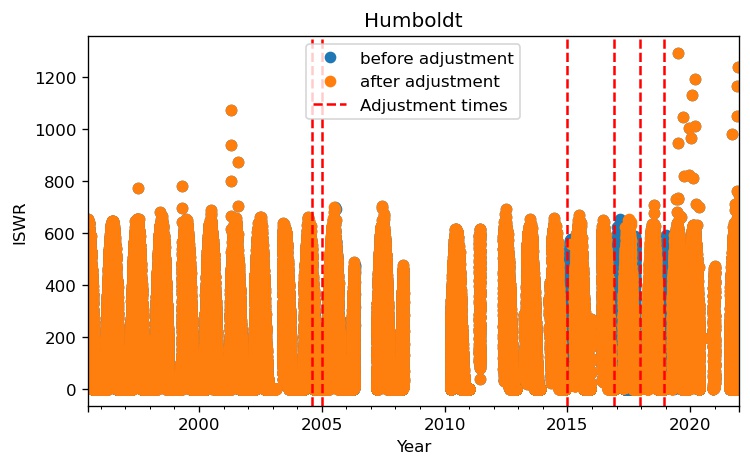 Humboldt
before adjustment
after adjustment
Adjustment times
1200
1000
800
600
400
200
0
ISWR
2000
2005
2010
2015
2020
Year